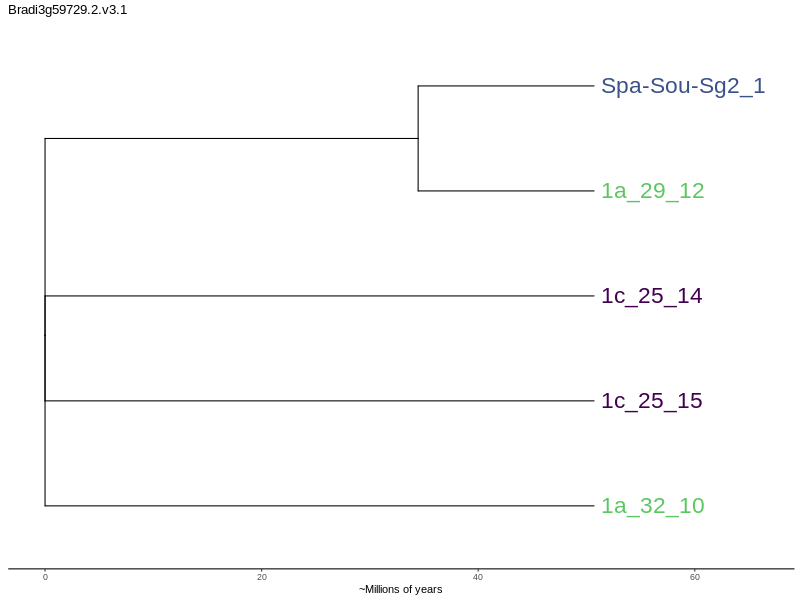 Bradi3g59729.2.v3.1
Spa-Sou-Sg2_1
1a_29_12
1c_25_14
1c_25_15
1a_32_10
0 20 40 60
~Millions of years